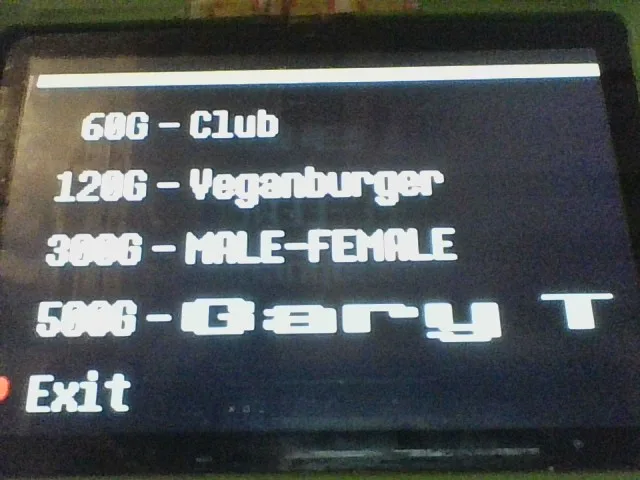 60G - Club
120G - Veganburger
300G - MALE-FEMALE
500G - Gary T
Exit